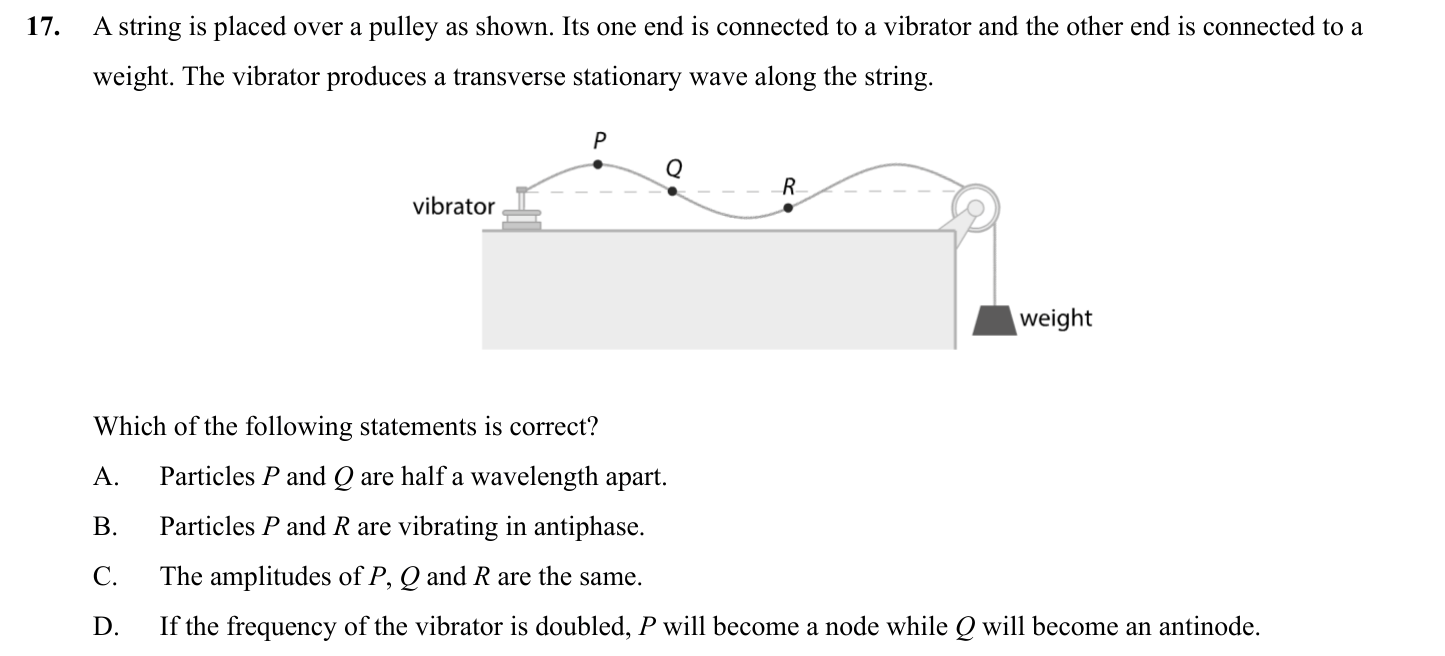 17. A string is placed over a pulley as shown. Its one end is connected to a vibrator and the other end is connected to a
weight. The vibrator produces a transverse stationary wave along the string.
P
Q
R
vibrator
weight
Which of the following statements is correct?
A. Particles P and Q are half a wavelength apart.
B. Particles P and R are vibrating in antiphase.
C. The amplitudes of P, Q and R are the same.
D. If the frequency of the vibrator is doubled, P will become a node while Q will become an antinode.